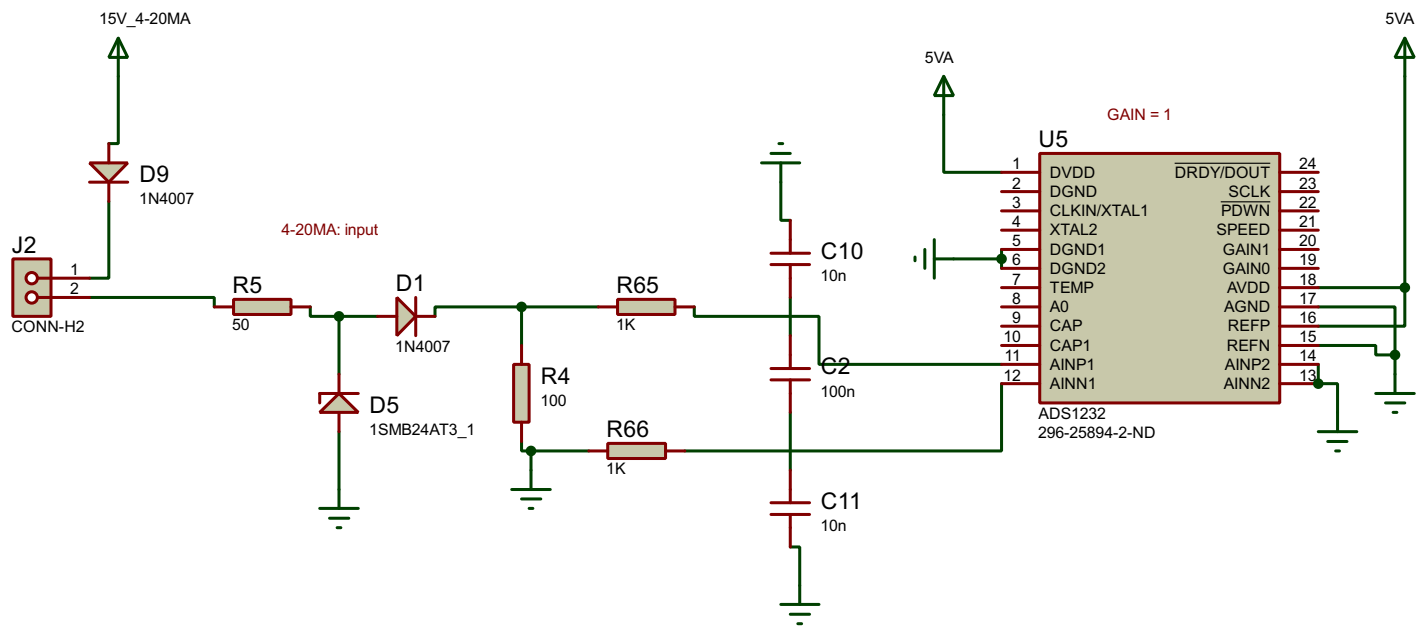 15V_4-20MA
5VA
5VA
GAIN = 1
D9
1N4007
4-20MA: input
J2
1
2
CONN-H2
R5
50
D1
1N4007
D5
1SMB24AT3_1
R4
100
R65
1K
R66
1K
C10
10n
C2
100n
C11
10n
U5
1 DVDD DRDY/DOUT 24
2 DGND SCLK 23
3 CLKIN/XTAL1 PDWN 22
4 XTAL2 SPEED 21
5 DGND1 GAIN1 20
6 DGND2 GAIN0 19
7 TEMP AVDD 18
8 A0 AGND 17
9 CAP REFP 16
10 CAP1 REFN 15
11 AINP1 AINP2 14
12 AINN1 AINN2 13
ADS1232
296-25894-2-ND